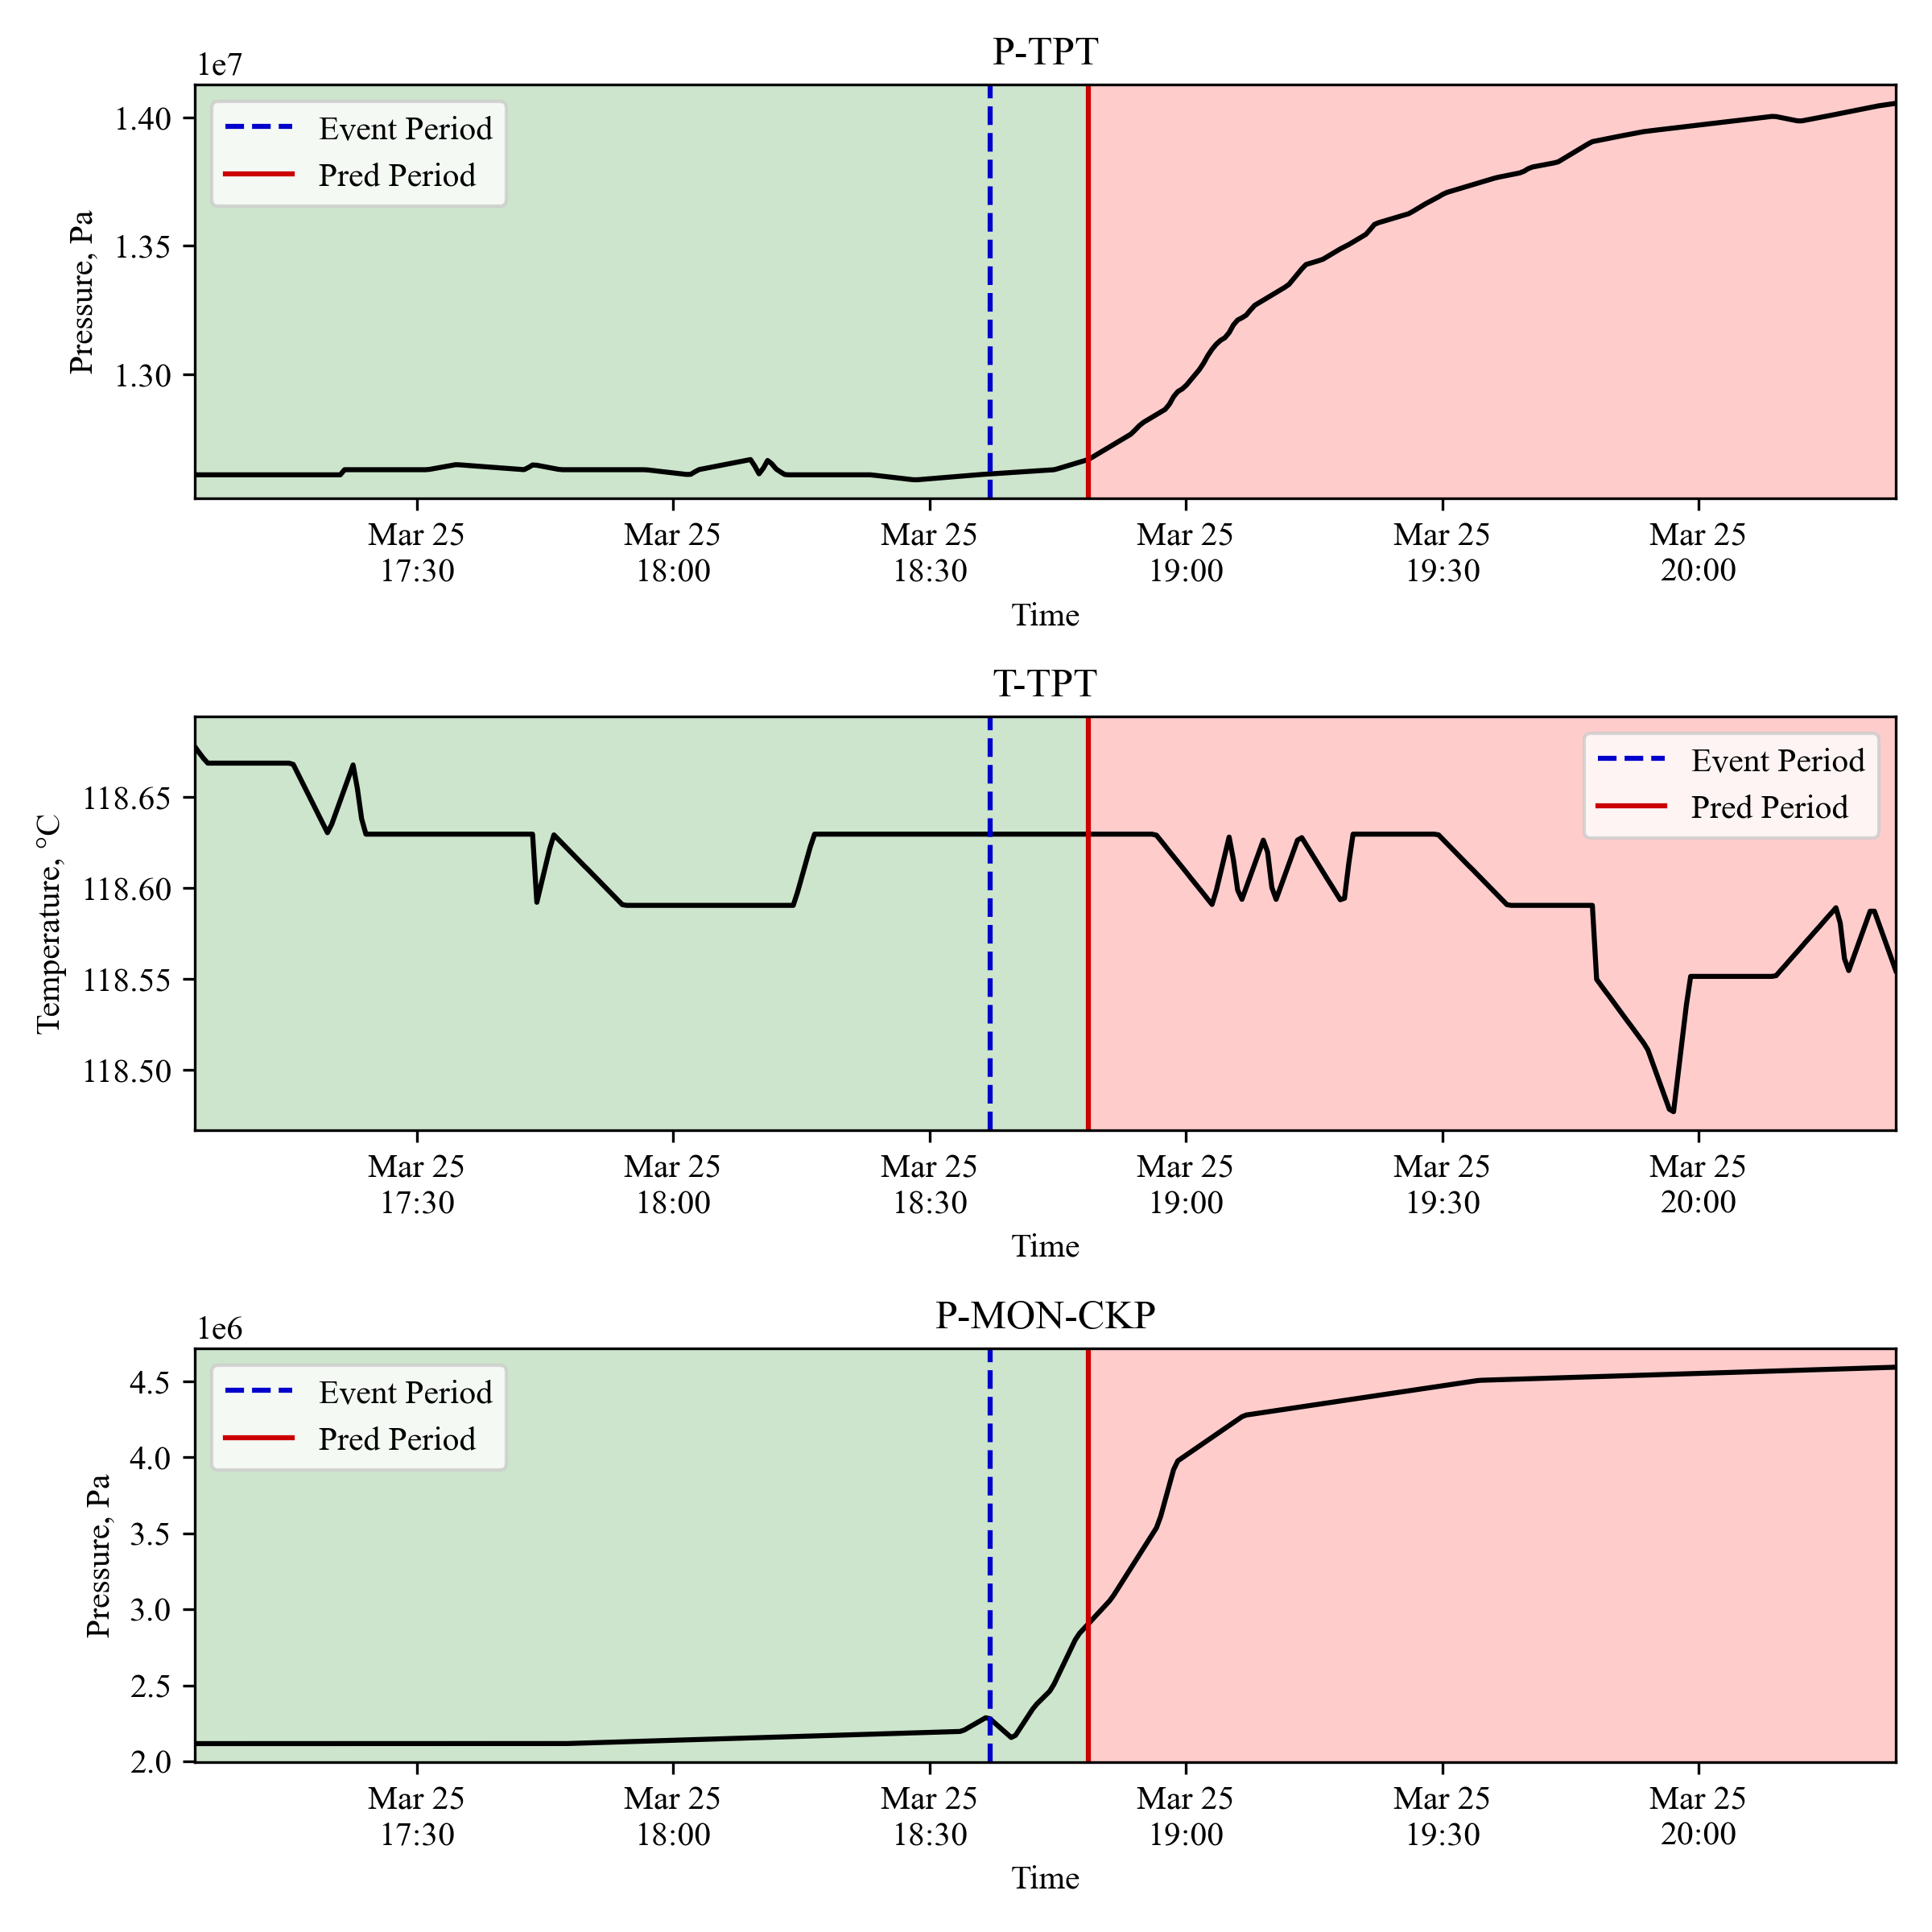 P-TPT
1e7
Event Period
Pred Period
1.40
1.35
1.30
Pressure, Pa
Mar 25
17:30
Mar 25
18:00
Mar 25
18:30
Mar 25
19:00
Mar 25
19:30
Mar 25
20:00
Time
T-TPT
Event Period
Pred Period
118.65
118.60
118.55
118.50
Temperature, °C
Mar 25
17:30
Mar 25
18:00
Mar 25
18:30
Mar 25
19:00
Mar 25
19:30
Mar 25
20:00
Time
P-MON-CKP
1e6
Event Period
Pred Period
4.5
4.0
3.5
3.0
2.5
2.0
Pressure, Pa
Mar 25
17:30
Mar 25
18:00
Mar 25
18:30
Mar 25
19:00
Mar 25
19:30
Mar 25
20:00
Time